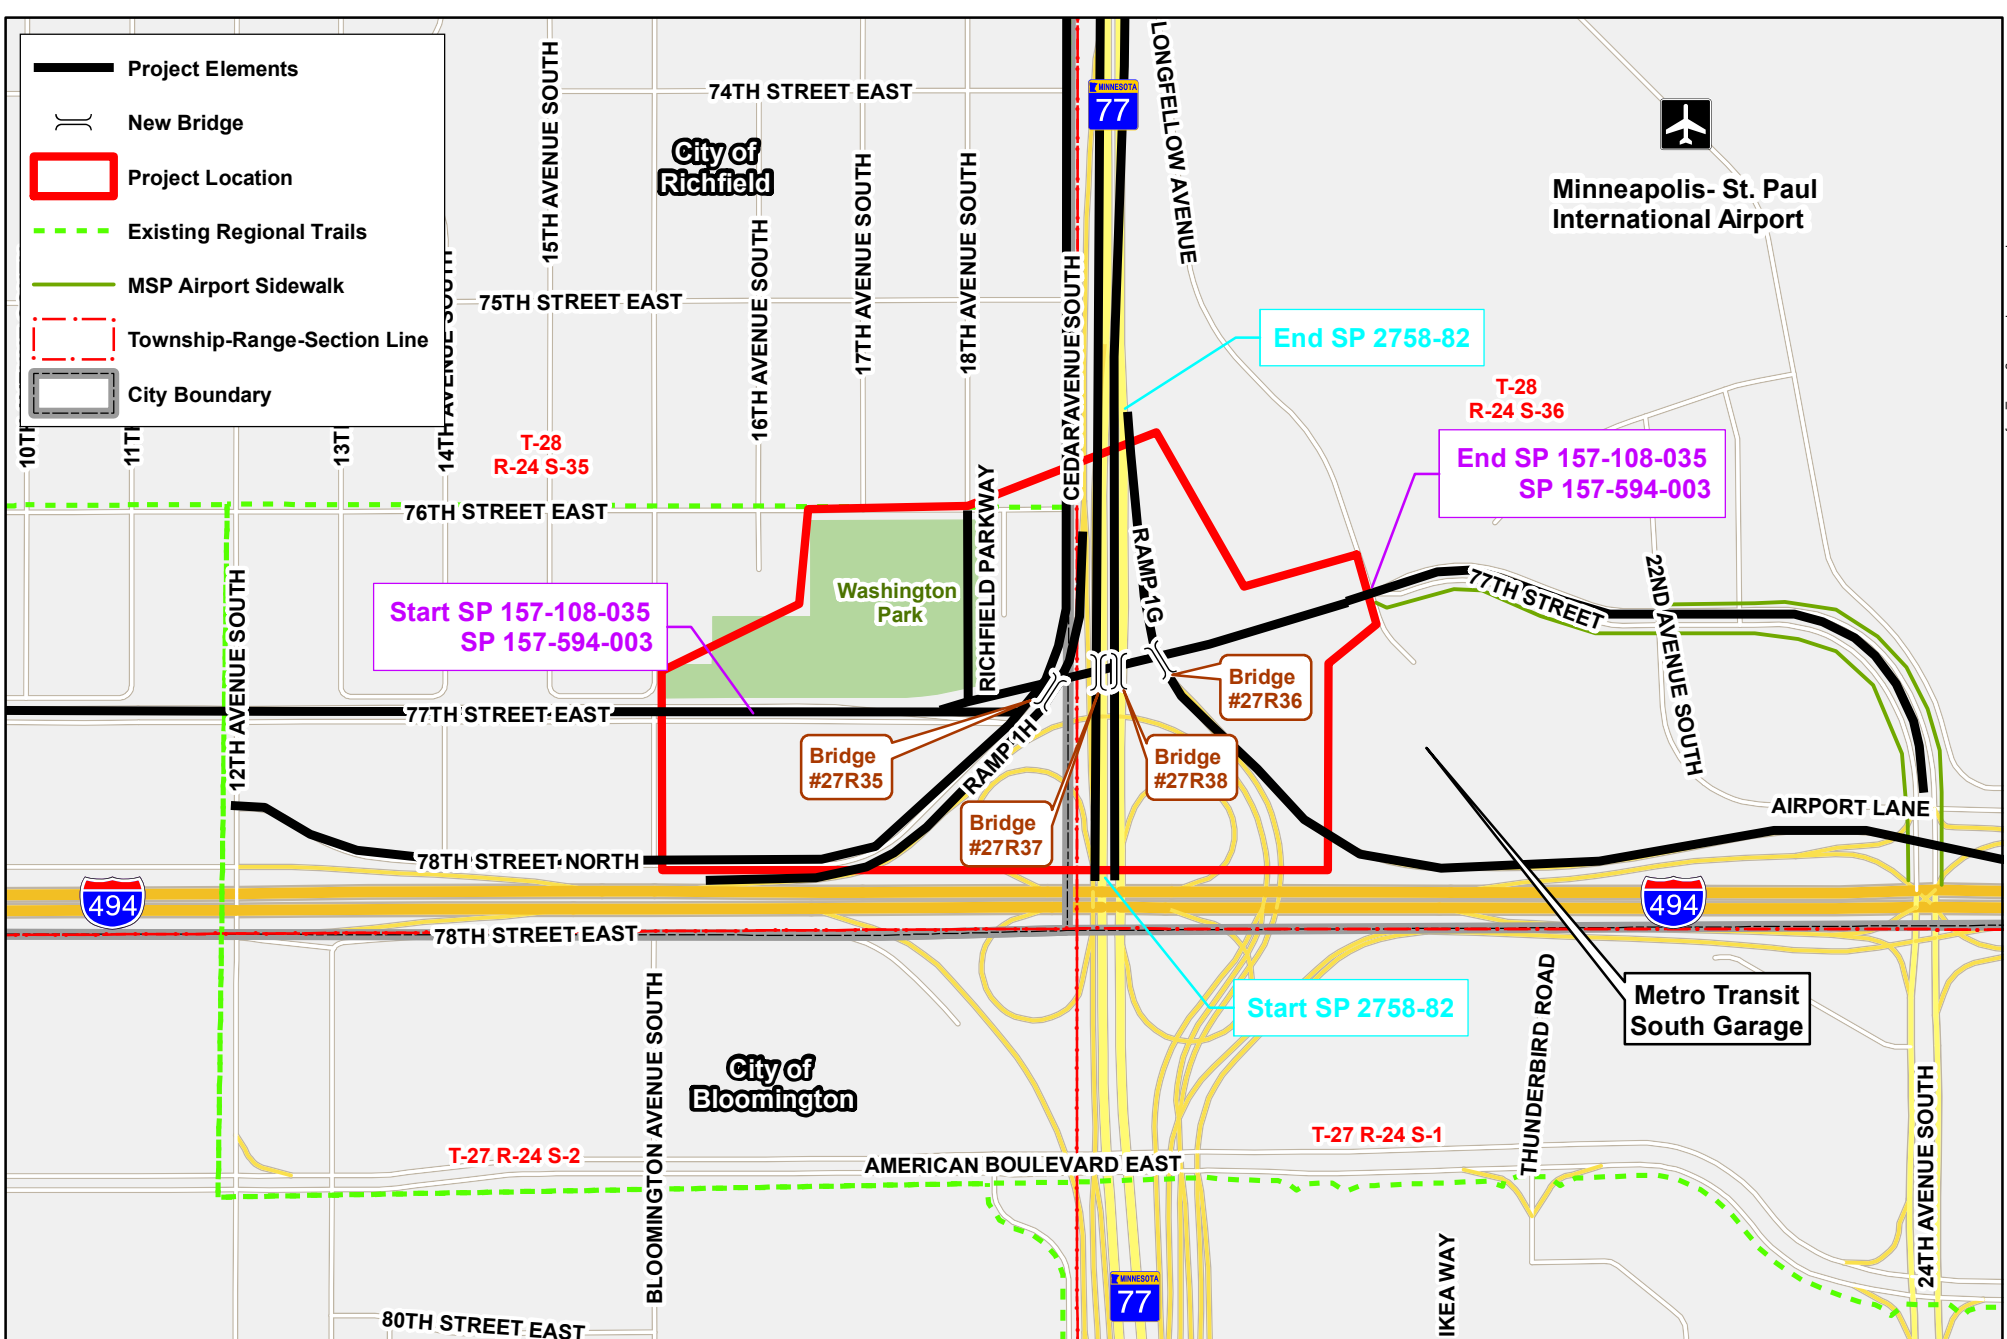 Project Elements
New Bridge
Project Location
Existing Regional Trails
MSP Airport Sidewalk
Township-Range-Section Line
City Boundary
74TH STREET EAST
75TH STREET EAST
76TH STREET EAST
77TH STREET EAST
78TH STREET NORTH
78TH STREET EAST
80TH STREET EAST
AMERICAN BOULEVARD EAST
10TH
11TH
12TH AVENUE SOUTH
14TH AVENUE SOUTH
15TH AVENUE SOUTH
16TH AVENUE SOUTH
17TH AVENUE SOUTH
18TH AVENUE SOUTH
BLOOMINGTON AVENUE SOUTH
RICHFIELD PARKWAY
CEDAR AVENUE SOUTH
LONGFELLOW AVENUE
RAMP 1G
RAMP 1H
77TH STREET
22ND AVENUE SOUTH
AIRPORT LANE
24TH AVENUE SOUTH
THUNDERBIRD ROAD
IKEA WAY
City of
Richfield
City of
Bloomington
Washington
Park
Minneapolis- St. Paul
International Airport
MINNESOTA
77
MINNESOTA
77
494
494
T-28
R-24 S-35
T-28
R-24 S-36
T-27 R-24 S-2
T-27 R-24 S-1
End SP 2758-82
Start SP 2758-82
End SP 157-108-035
SP 157-594-003
Start SP 157-108-035
SP 157-594-003
Bridge
#27R35
Bridge
#27R36
Bridge
#27R37
Bridge
#27R38
Metro Transit
South Garage